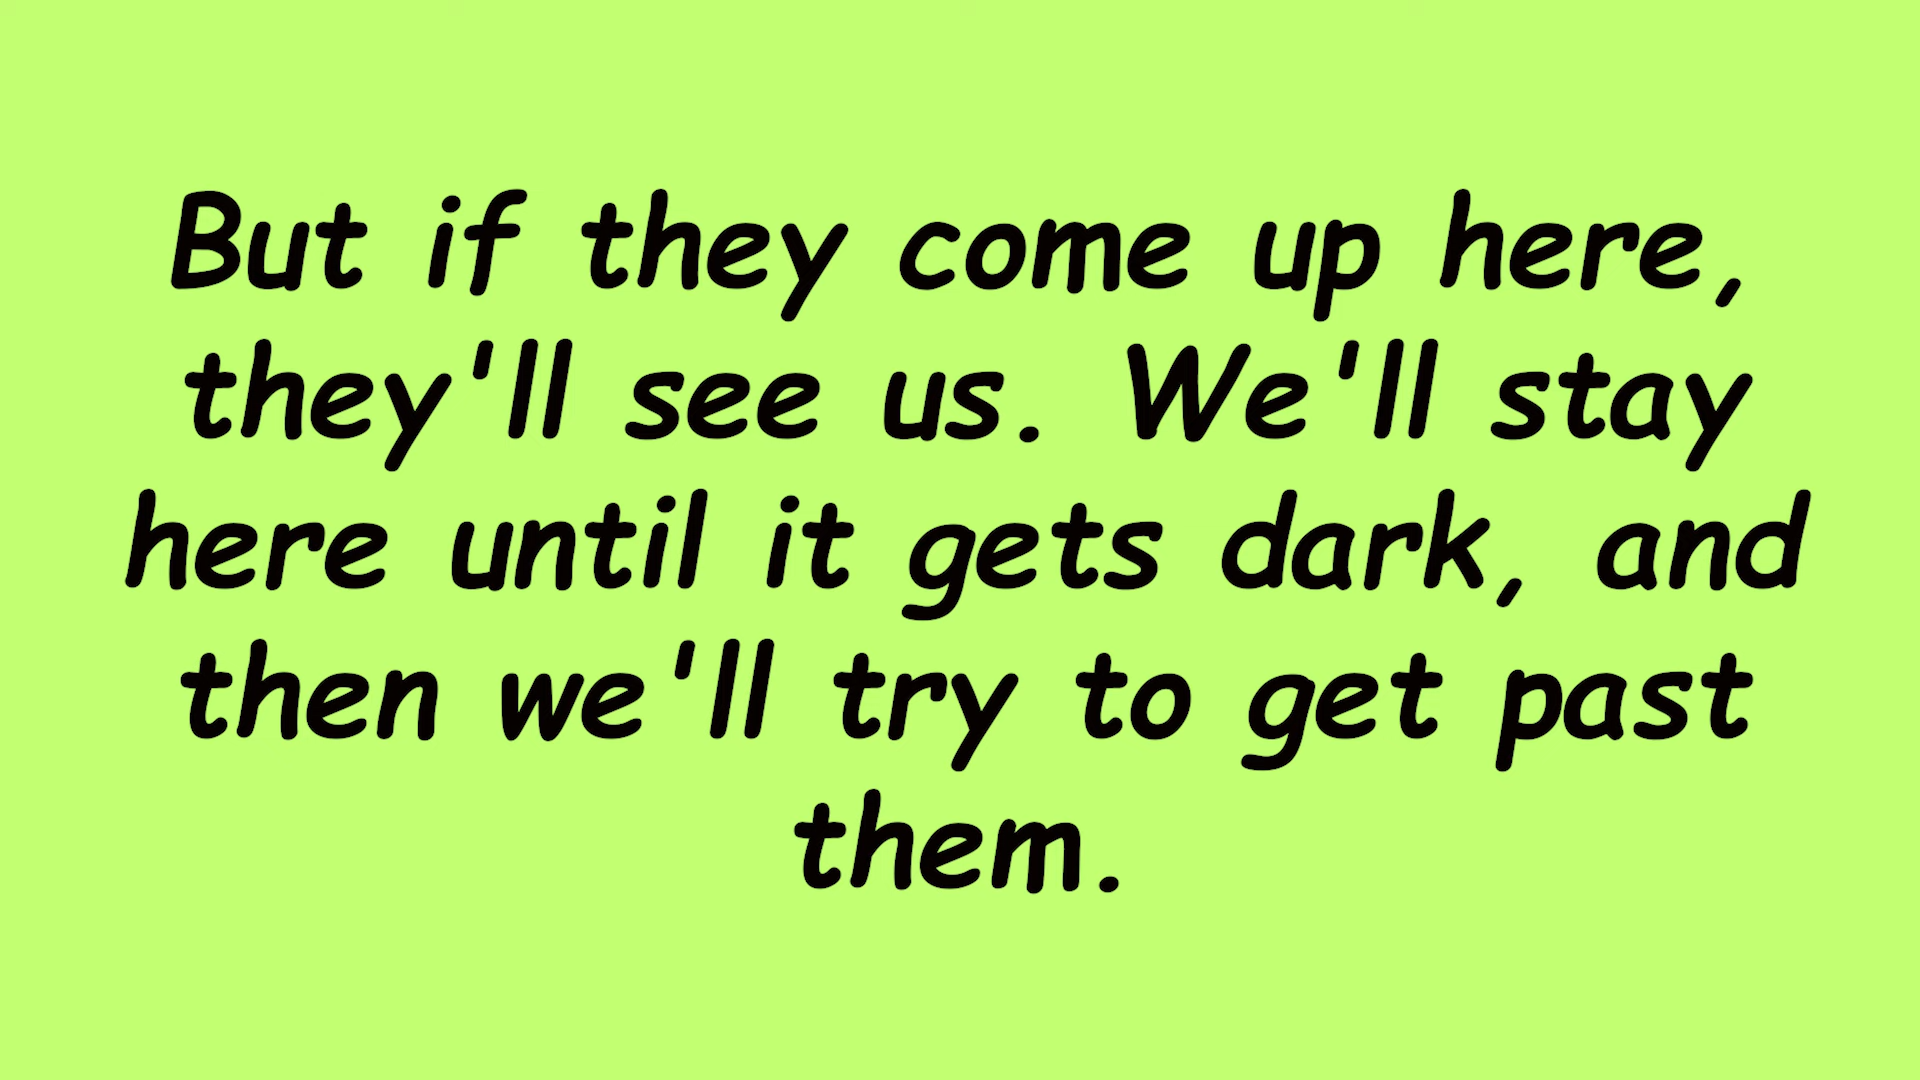 But if they come up here,
they'll see us. We'll stay
here until it gets dark, and
then we'll try to get past
them.